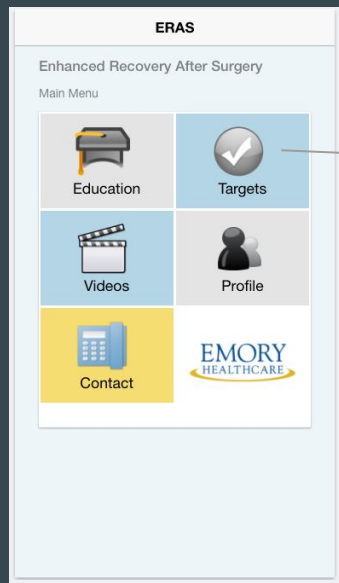 ERAS
Enhanced Recovery After Surgery
Main Menu
Education
Targets
Videos
Profile
Contact
EMORY
HEALTHCARE